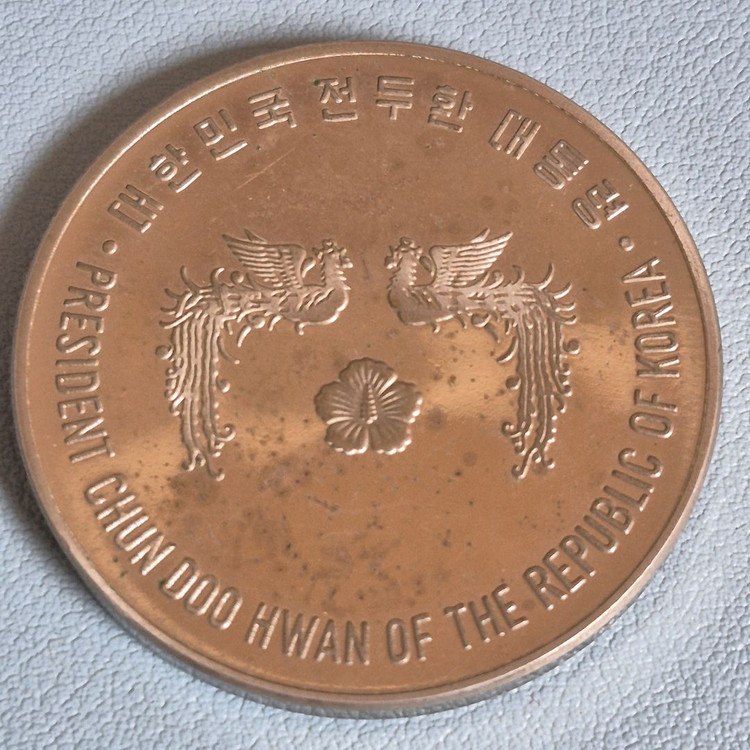 대한민국 전두환 대통령
PRESIDENT CHUN DOO HWAN OF THE REPUBLIC OF KOREA